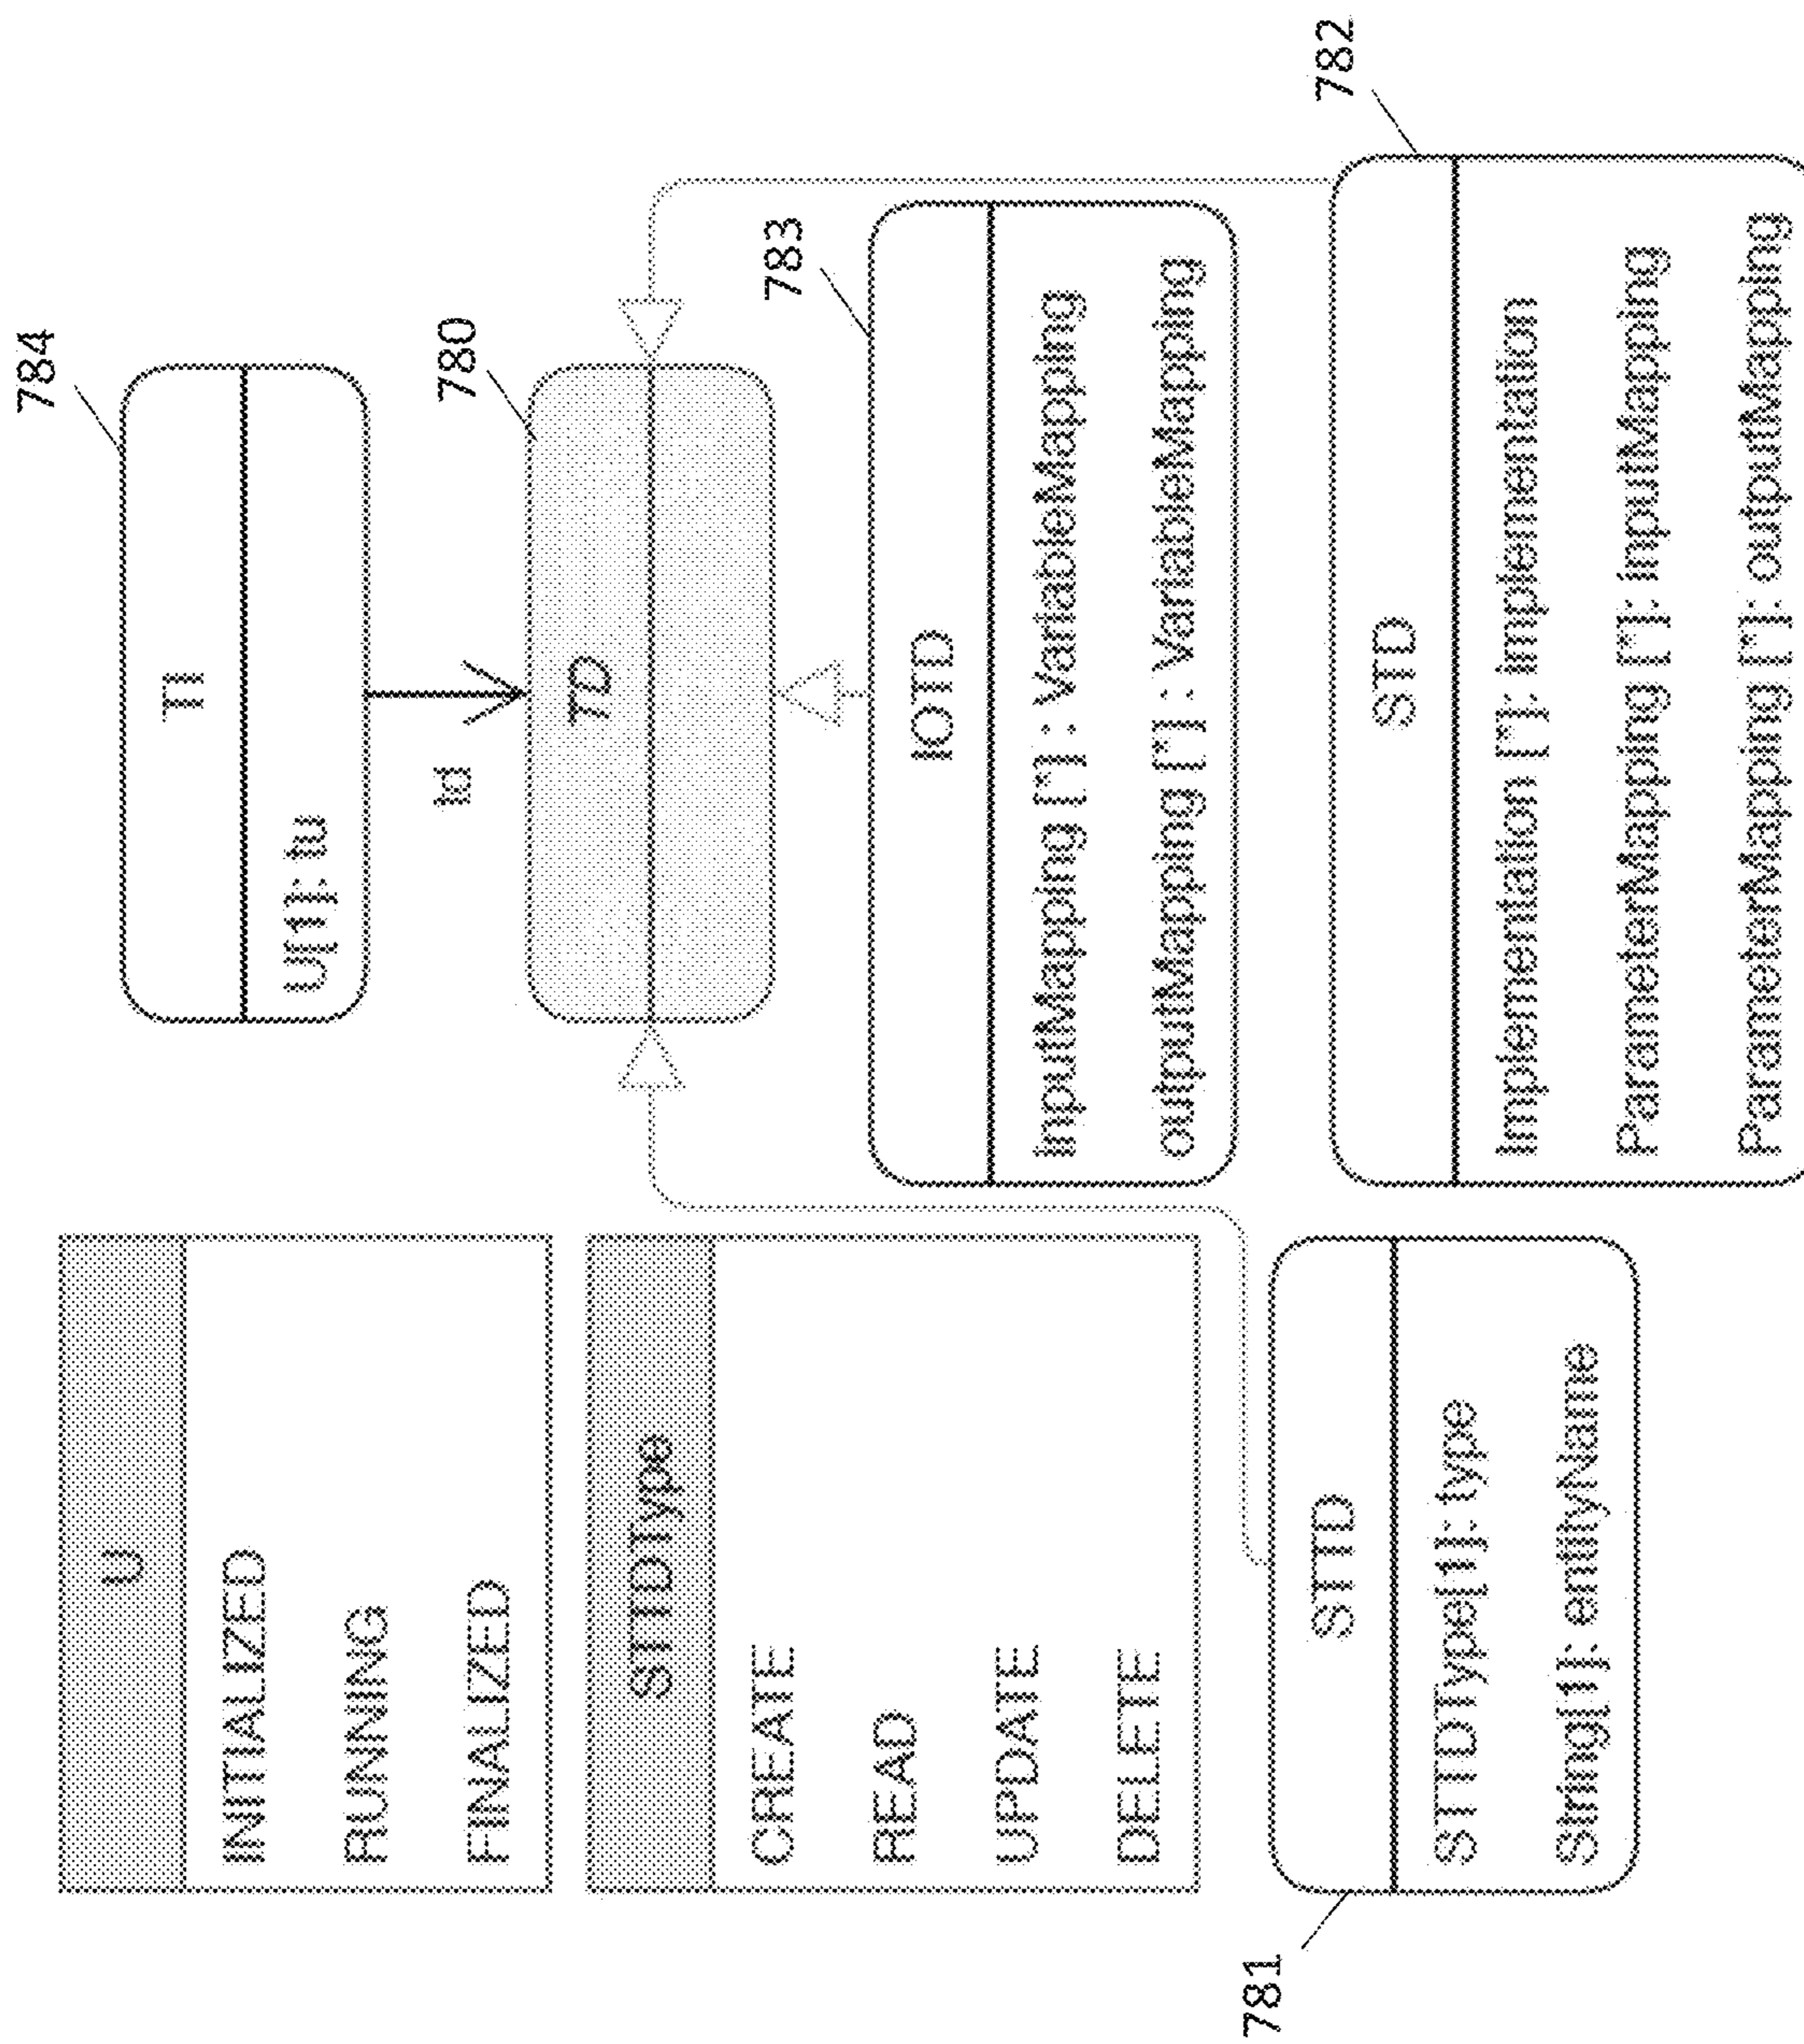 U
INITIALIZED
RUNNING
FINALIZED
STTDType
CREATE
READ
UPDATE
DELETE
781
STTD
STTDType[1]: type
String[1]: entityName
784
TI
U[1]: tu
td
780
TD
783
IOTD
inputMapping [*] : VariableMapping
outputMapping [*] : VariableMapping
782
STD
Implementation [*]: implementation
ParameterMapping [*]: inputMapping
ParameterMapping [*]: outputMapping